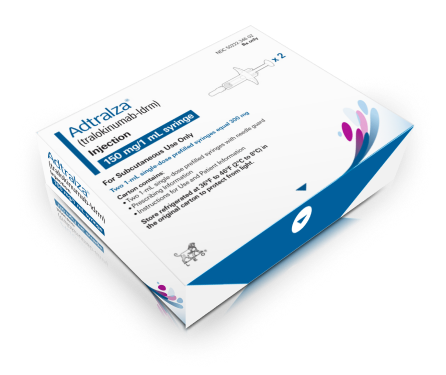 NDC 50222 346 02
Rx only
Adtralza®
(tralokinumab-ldrm)
Injection
150 mg/1 mL syringe
x 2
For Subcutaneous Use Only
Two 1-mL single-dose prefilled syringes equal 300 mg
Carton contains:
• Two 1-mL single-dose prefilled syringes with needle guard
• Prescribing Information
• Instructions for Use and Patient Information
Store refrigerated at 36°F to 46°F (2°C to 8°C) in
the original carton to protect from light.
Adtralza®
(tralokinumab-ldrm)